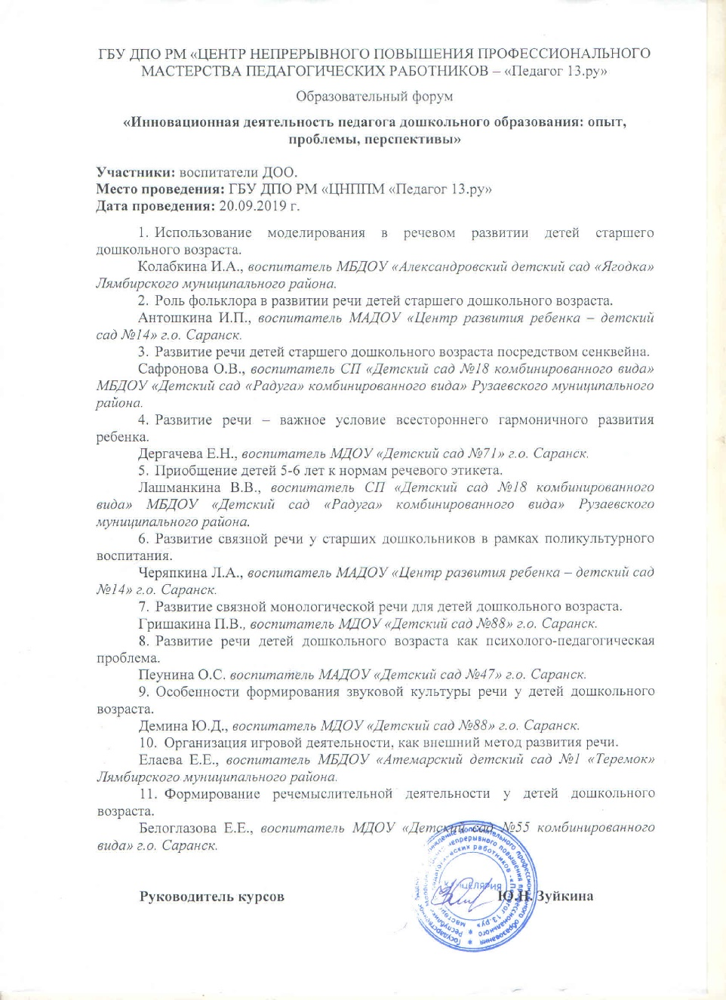 ГБУ ДПО РМ «ЦЕНТР НЕПРЕРЫВНОГО ПОВЫШЕНИЯ ПРОФЕССИОНАЛЬНОГО
МАСТЕРСТВА ПЕДАГОГИЧЕСКИХ РАБОТНИКОВ – «Педагог 13.ру»
Образовательный форум
«Инновационная деятельность педагога дошкольного образования: опыт,
проблемы, перспективы»
Участники: воспитатели ДОО.
Место проведения: ГБУ ДПО РМ «ЦНППМ «Педагог 13.ру»
Дата проведения: 20.09.2019 г.
1. Использование моделирования в речевом развитии детей старшего
дошкольного возраста.
Колабкина И.А., воспитатель МБДОУ «Александровский детский сад «Ягодка»
Лямбирского муниципального района.
2. Роль фольклора в развитии речи детей старшего дошкольного возраста.
Антошкина И.П., воспитатель МАДОУ «Центр развития ребенка – детский
сад №14» г.о. Саранск.
3. Развитие речи детей старшего дошкольного возраста посредством сенквейна.
Сафронова О.В., воспитатель СП «Детский сад №18 комбинированного вида»
МБДОУ «Детский сад «Радуга» комбинированного вида» Рузаевского муниципального
района.
4. Развитие речи – важное условие всестороннего гармоничного развития
ребенка.
Дергачева Е.Н., воспитатель МДОУ «Детский сад №71» г.о. Саранск.
5. Приобщение детей 5-6 лет к нормам речевого этикета.
Лашманкина В.В., воспитатель СП «Детский сад №18 комбинированного
вида» МБДОУ «Детский сад «Радуга» комбинированного вида» Рузаевского
муниципального района.
6. Развитие связной речи у старших дошкольников в рамках поликультурного
воспитания.
Черяпкина Л.А., воспитатель МАДОУ «Центр развития ребенка – детский сад
№14» г.о. Саранск.
7. Развитие связной монологической речи для детей дошкольного возраста.
Гришакина П.В., воспитатель МДОУ «Детский сад №88» г.о. Саранск.
8. Развитие речи детей дошкольного возраста как психолого-педагогическая
проблема.
Пеунина О.С. воспитатель МАДОУ «Детский сад №47» г.о. Саранск.
9. Особенности формирования звуковой культуры речи у детей дошкольного
возраста.
Демина Ю.Д., воспитатель МДОУ «Детский сад №88» г.о. Саранск.
10. Организация игровой деятельности, как внешний метод развития речи.
Елаева Е.Е., воспитатель МБДОУ «Атемарский детский сад №1 «Теремок»
Лямбирского муниципального района.
11. Формирование речемыслительной деятельности у детей дошкольного
возраста.
Белоглазова Е.Е., воспитатель МДОУ «Детский сад №55 комбинированного
вида» г.о. Саранск.
Руководитель курсов Ю.Н. Зуйкина
дополнительного профессионального образования
непрерывного повышения профессионального
работников «Педагог 13.ру»
КАНЦЕЛЯРИЯ